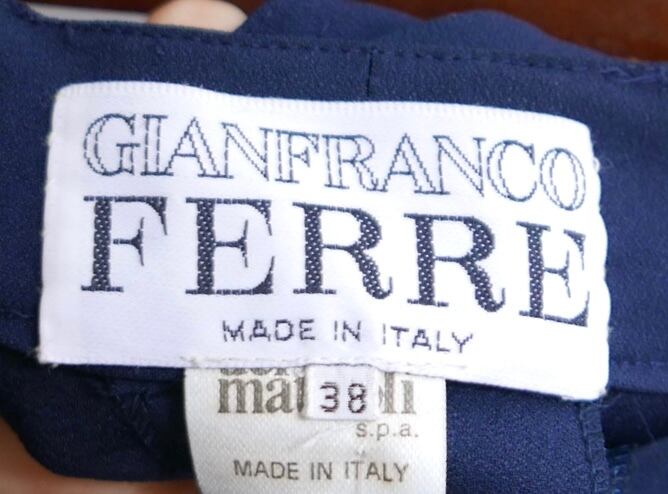 GIANFRANCO
FERRE
MADE IN ITALY
38
s.p.a.
MADE IN ITALY